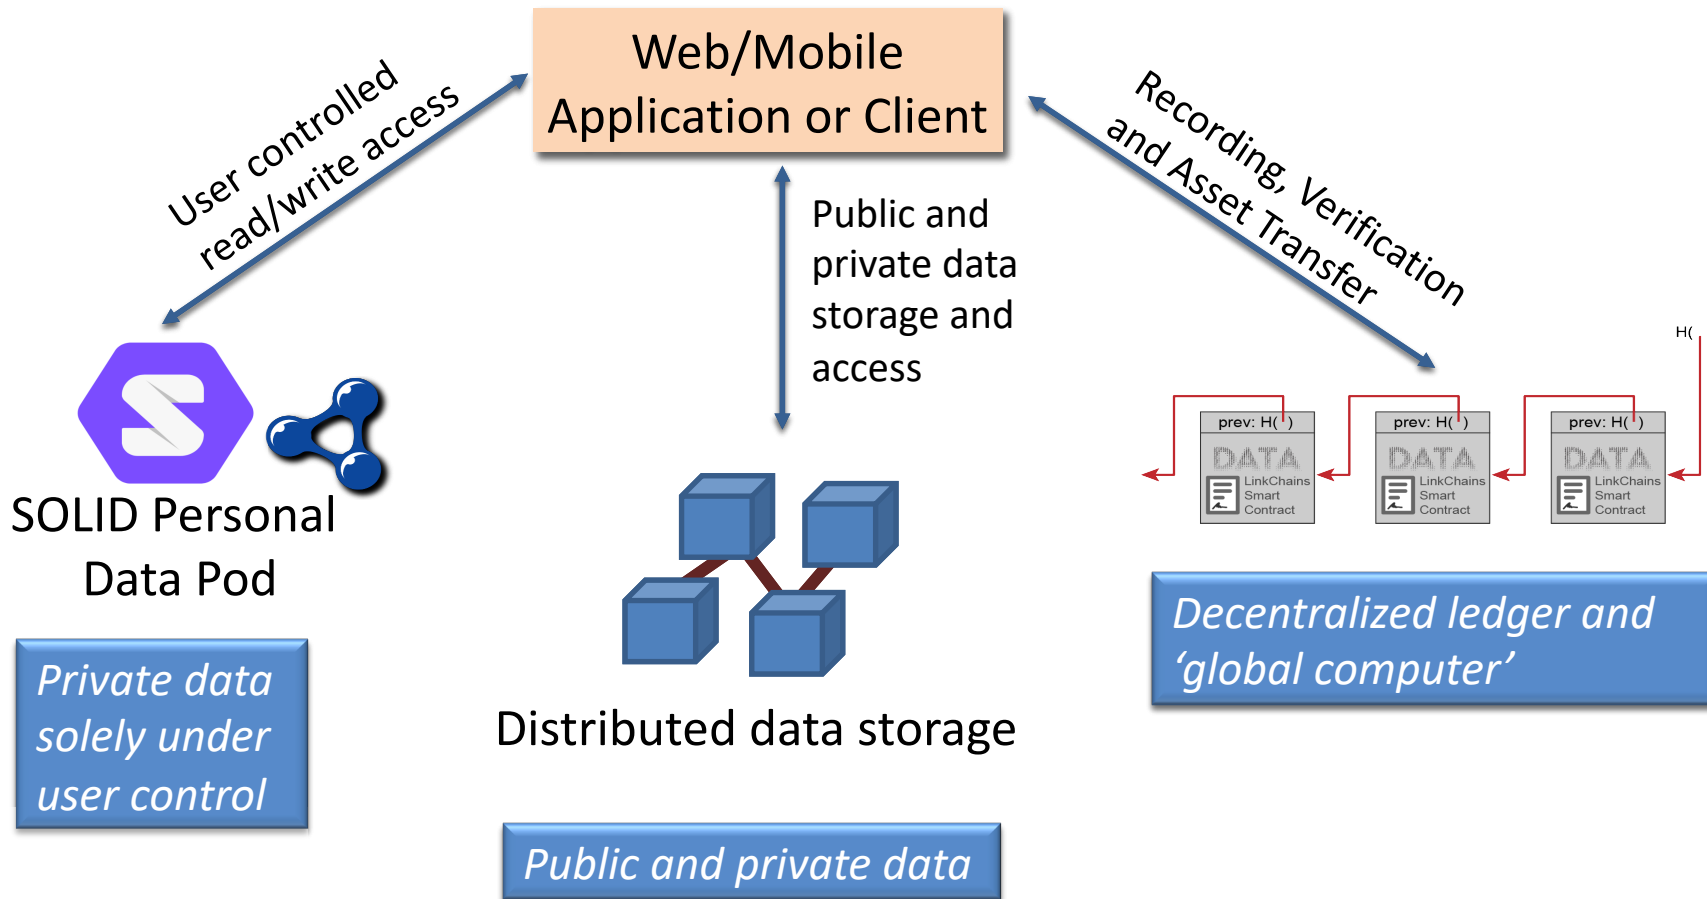 Web/Mobile
Application or Client
User controlled
read/write access
Public and
private data
storage and
access
Recording, Verification
and Asset Transfer
H(
prev: H( )
DATA
LinkChains
Smart
Contract
prev: H( )
DATA
LinkChains
Smart
Contract
prev: H( )
DATA
LinkChains
Smart
Contract
SOLID Personal
Data Pod
Private data
solely under
user control
Distributed data storage
Public and private data
Decentralized ledger and
‘global computer’